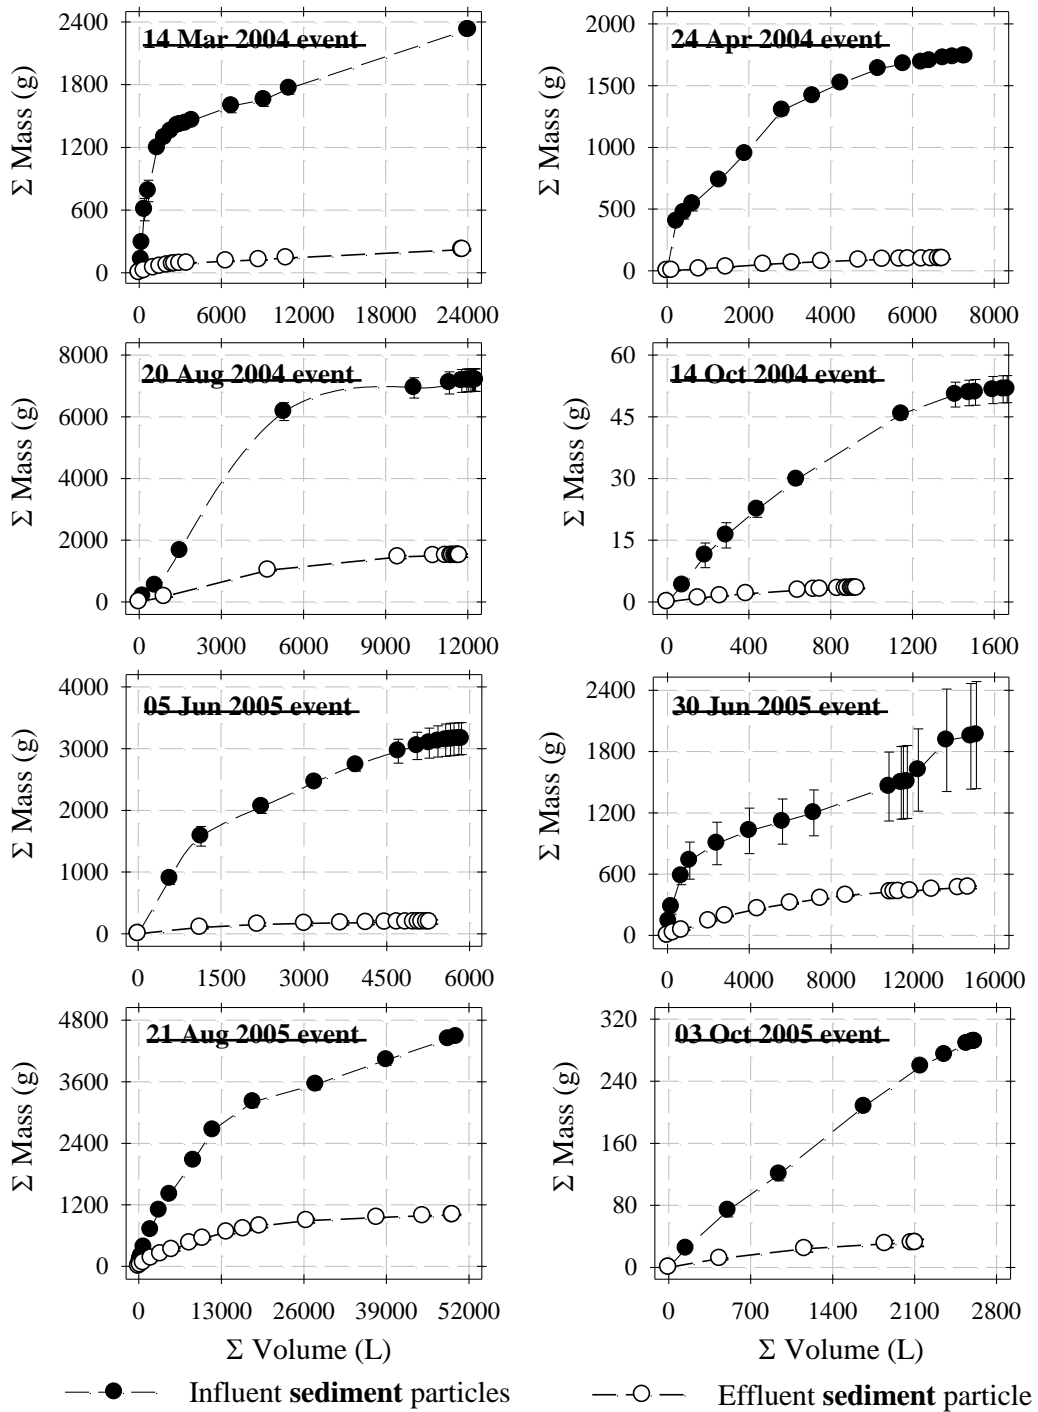 14 Mar 2004 event
Σ Mass (g)
2400
1800
1200
600
0
0 6000 12000 18000 24000
24 Apr 2004 event
Σ Mass (g)
2000
1500
1000
500
0
0 2000 4000 6000 8000
20 Aug 2004 event
Σ Mass (g)
8000
6000
4000
2000
0
0 3000 6000 9000 12000
14 Oct 2004 event
Σ Mass (g)
60
45
30
15
0
0 400 800 1200 1600
05 Jun 2005 event
Σ Mass (g)
4000
3000
2000
1000
0
0 1500 3000 4500 6000
30 Jun 2005 event
Σ Mass (g)
2400
1800
1200
600
0
0 4000 8000 12000 16000
21 Aug 2005 event
Σ Mass (g)
4800
3600
2400
1200
0
0 13000 26000 39000 52000
Σ Volume (L)
03 Oct 2005 event
Σ Mass (g)
320
240
160
80
0
0 700 1400 2100 2800
Σ Volume (L)
Influent sediment particles
Effluent sediment particle